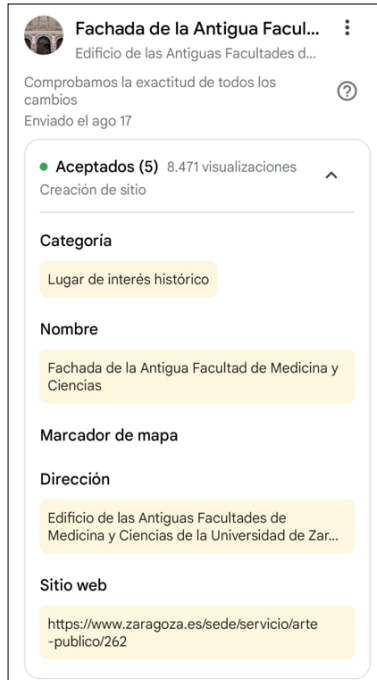 Fachada de la Antigua Facul...
Edificio de las Antiguas Facultades d...
Comprobamos la exactitud de todos los
cambios
Enviado el ago 17
Aceptados (5) 8.471 visualizaciones
Creación de sitio
Categoría
Lugar de interés histórico
Nombre
Fachada de la Antigua Facultad de Medicina y
Ciencias
Marcador de mapa
Dirección
Edificio de las Antiguas Facultades de
Medicina y Ciencias de la Universidad de Zar...
Sitio web
https://www.zaragoza.es/sede/servicio/arte
-publico/262